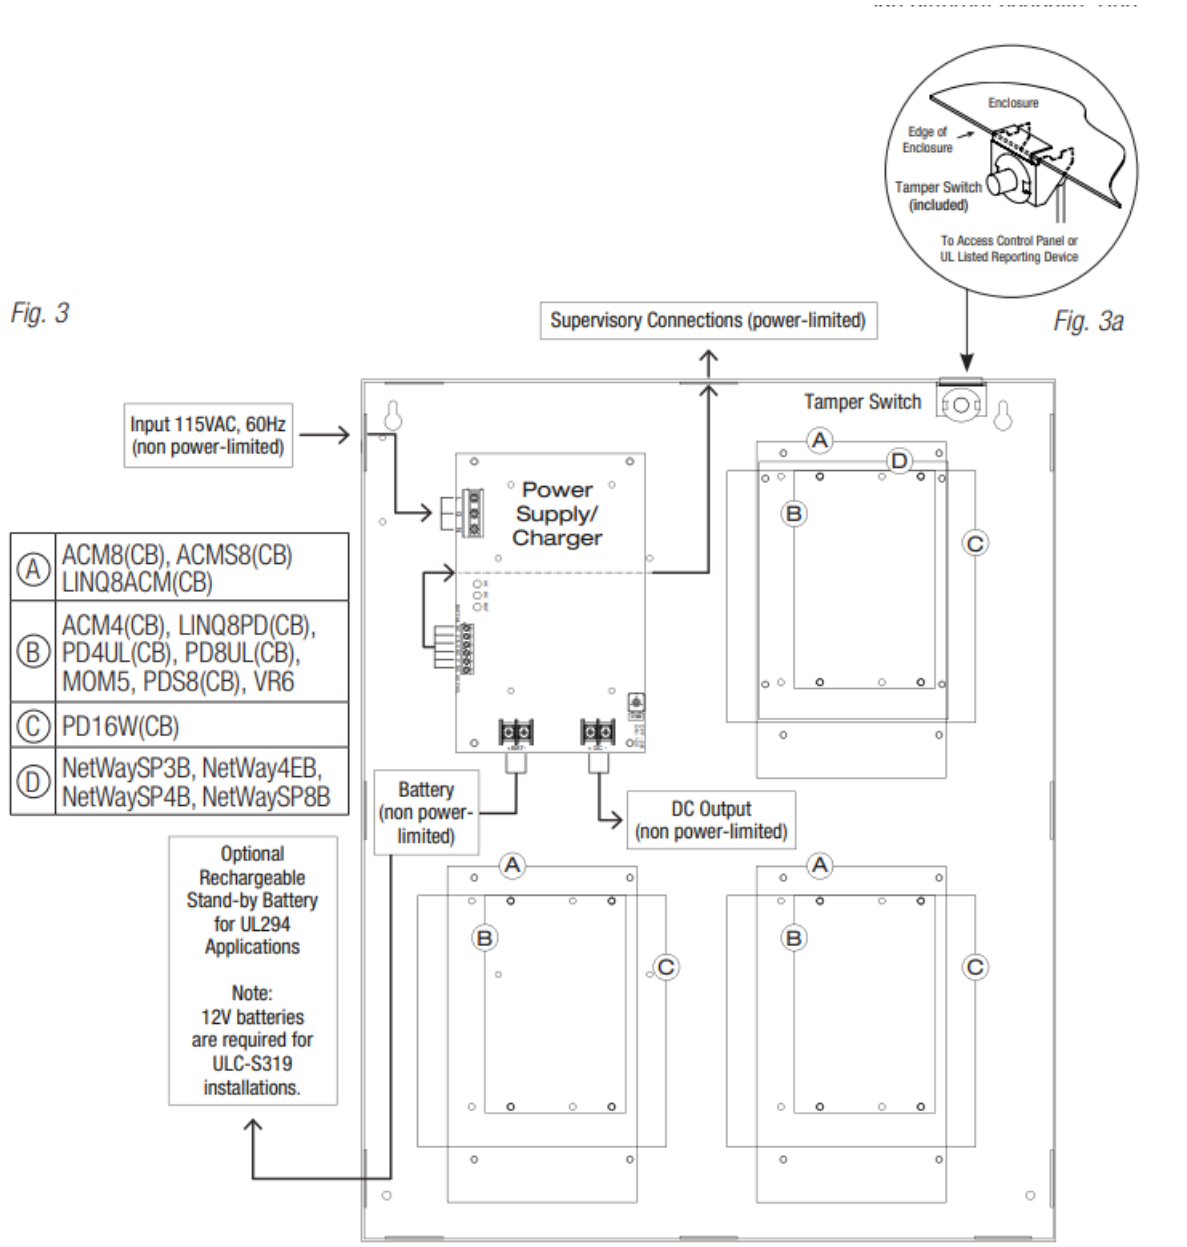 Enclosure
Edge of
Enclosure
Tamper Switch
(included)
To Access Control Panel or
UL Listed Reporting Device
Fig. 3
Supervisory Connections (power-limited)
Fig. 3a
Tamper Switch
Input 115VAC, 60Hz
(non power-limited)
A
D
Power
Supply/
Charger
B
C
A ACM8(CB), ACMS8(CB)
LINQ8ACM(CB)
B ACM4(CB), LINQ8PD(CB),
PD4UL(CB), PD8UL(CB),
MOM5, PDS8(CB), VR6
C PD16W(CB)
D NetWaySP3B, NetWay4EB,
NetWaySP4B, NetWaySP8B
+BAT-
+ DC -
Battery
(non power-
limited)
DC Output
(non power-limited)
Optional
Rechargeable
Stand-by Battery
for UL294
Applications
Note:
12V batteries
are required for
ULC-S319
installations.
A
B
C
A
B
C